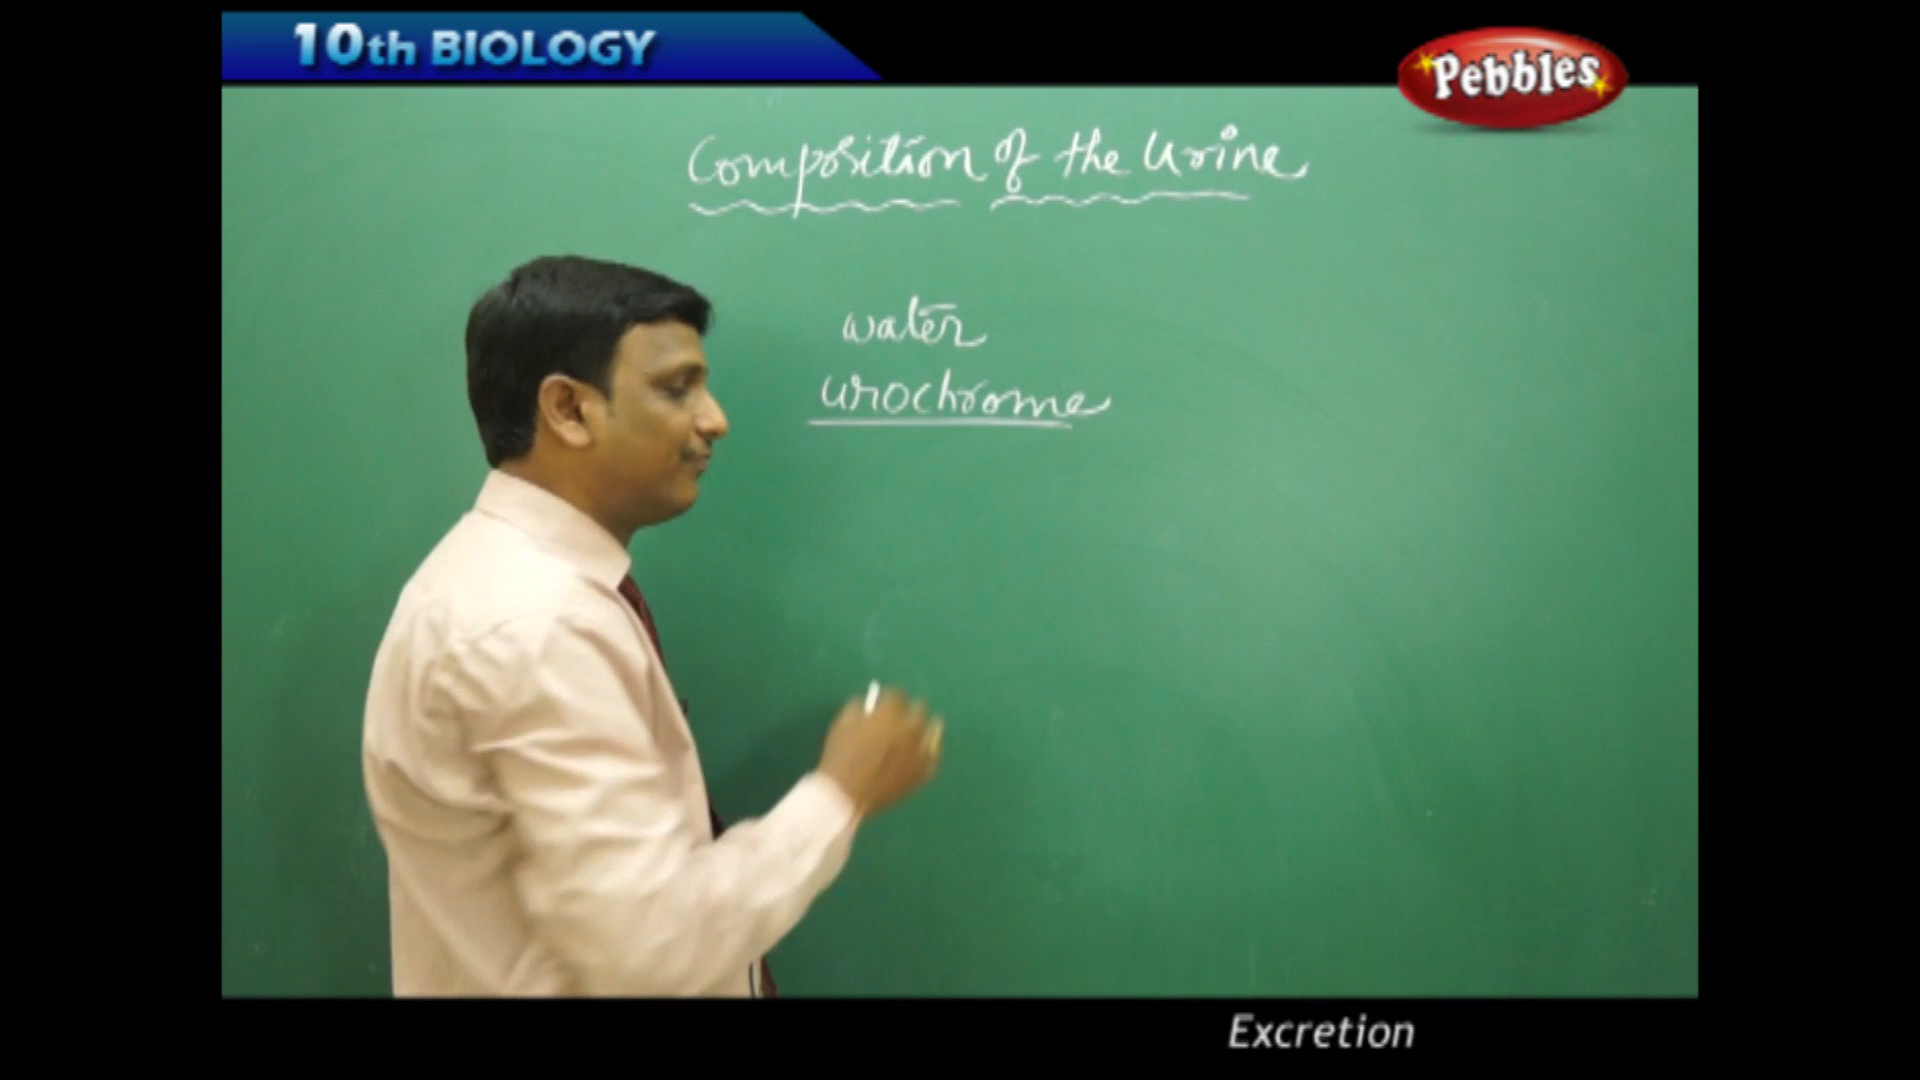 10th BIOLOGY
Pebbles
Composition of the Urine
water
urochrome
Excretion